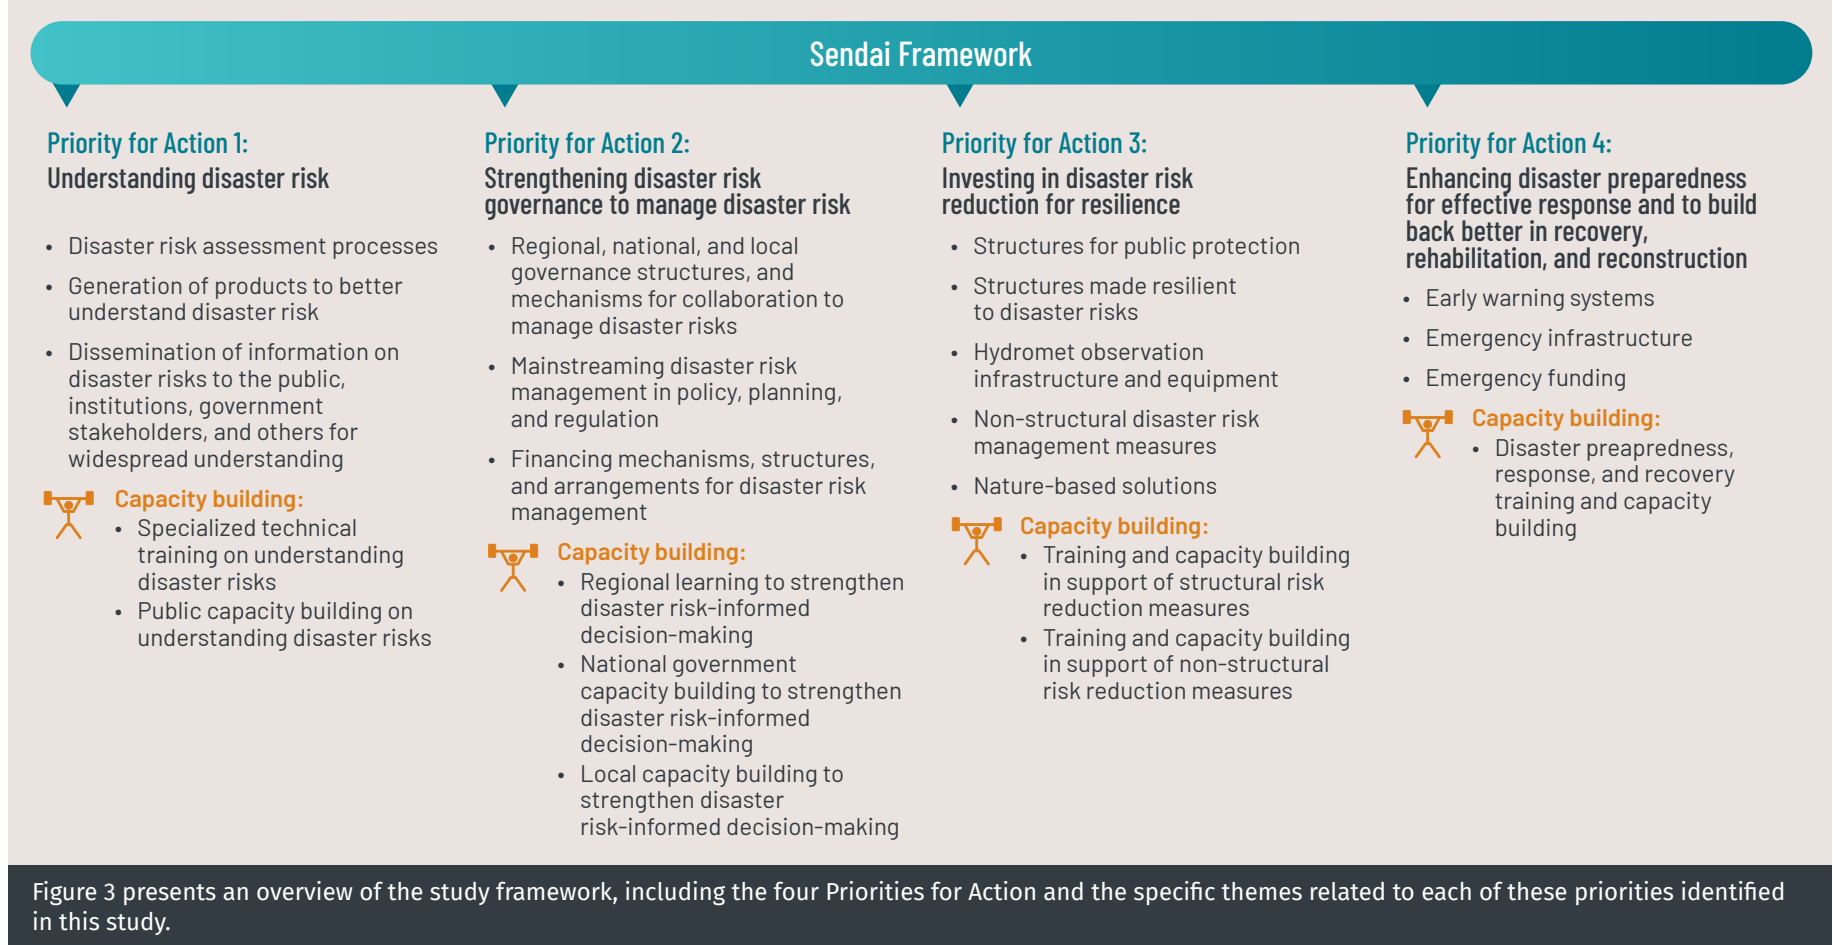 Sendai Framework
Priority for Action 1:
Understanding disaster risk
• Disaster risk assessment processes
• Generation of products to better
understand disaster risk
• Dissemination of information on
disaster risks to the public,
institutions, government
stakeholders, and others for
widespread understanding
Capacity building:
• Specialized technical
training on understanding
disaster risks
• Public capacity building on
understanding disaster risks
Priority for Action 2:
Strengthening disaster risk
governance to manage disaster risk
• Regional, national, and local
governance structures, and
mechanisms for collaboration to
manage disaster risks
• Mainstreaming disaster risk
management in policy, planning,
and regulation
• Financing mechanisms, structures,
and arrangements for disaster risk
management
Capacity building:
• Regional learning to strengthen
disaster risk-informed
decision-making
• National government
capacity building to strengthen
disaster risk-informed
decision-making
• Local capacity building to
strengthen disaster
risk-informed decision-making
Priority for Action 3:
Investing in disaster risk
reduction for resilience
• Structures for public protection
• Structures made resilient
to disaster risks
• Hydromet observation
infrastructure and equipment
• Non-structural disaster risk
management measures
• Nature-based solutions
Capacity building:
• Training and capacity building
in support of structural risk
reduction measures
• Training and capacity building
in support of non-structural
risk reduction measures
Priority for Action 4:
Enhancing disaster preparedness
for effective response and to build
back better in recovery,
rehabilitation, and reconstruction
• Early warning systems
• Emergency infrastructure
• Emergency funding
Capacity building:
• Disaster preapredness,
response, and recovery
training and capacity
building
Figure 3 presents an overview of the study framework, including the four Priorities for Action and the specific themes related to each of these priorities identified
in this study.